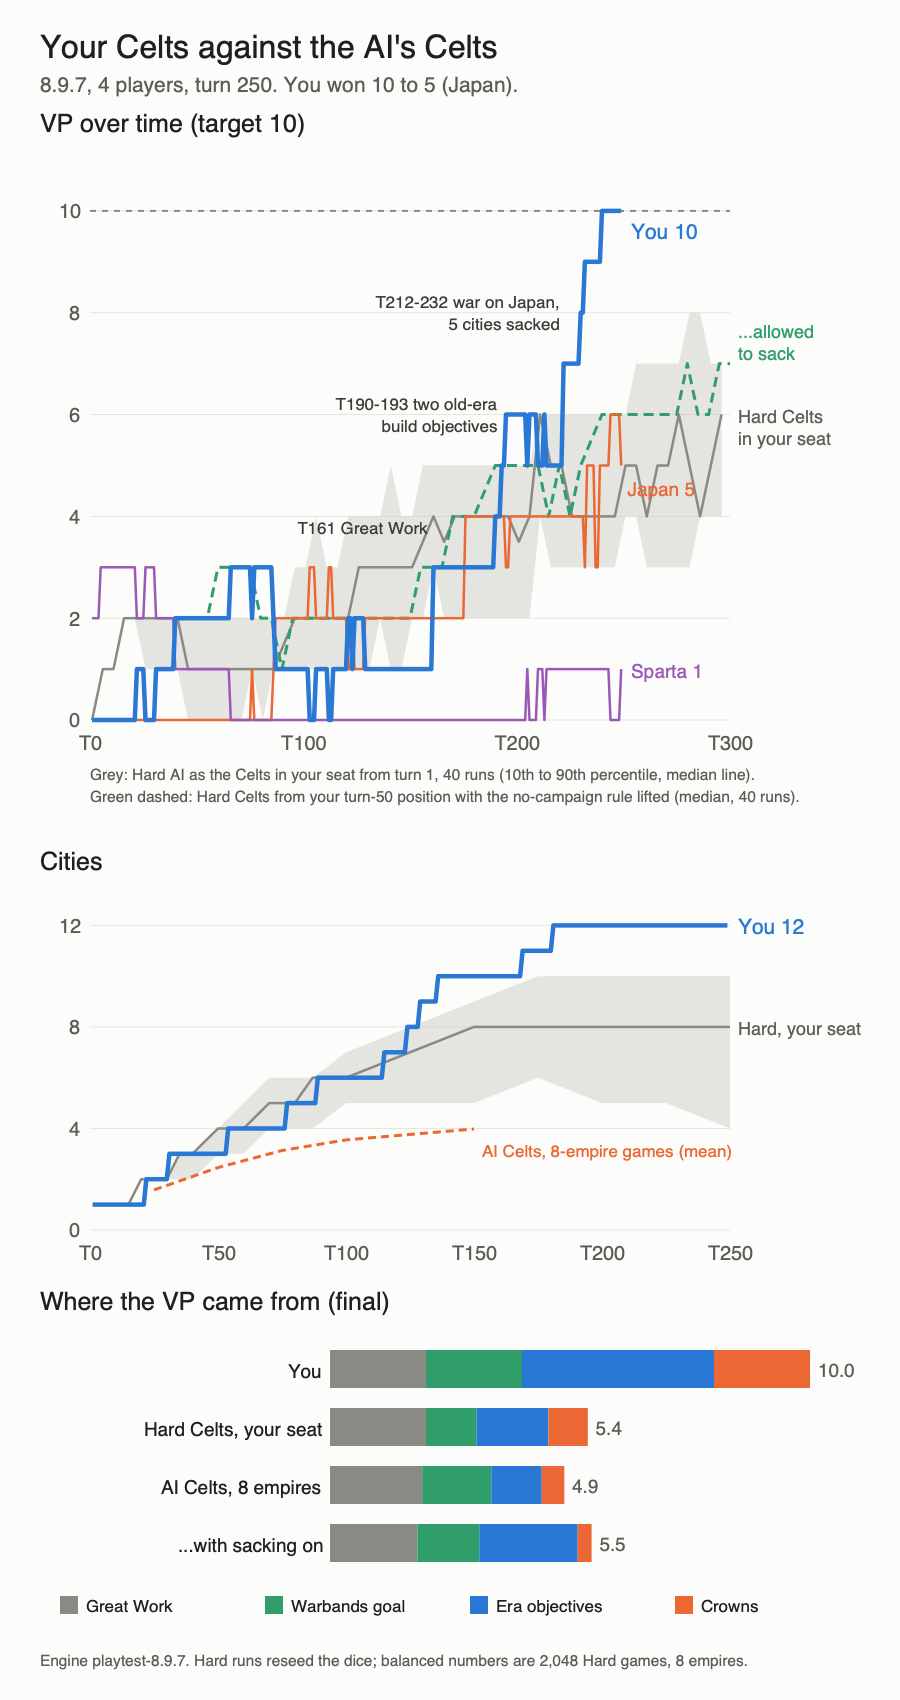 Your Celts against the AI's Celts
8.9.7, 4 players, turn 250. You won 10 to 5 (Japan).
VP over time (target 10)
10
You 10
T212-232 war on Japan,
5 cities sacked
8
...allowed
to sack
T190-193 two old-era
build objectives
6
Hard Celts
in your seat
Japan 5
T161 Great Work
4
2
Sparta 1
0
T0
T100
T200
T300
Grey: Hard AI as the Celts in your seat from turn 1, 40 runs (10th to 90th percentile, median line).
Green dashed: Hard Celts from your turn-50 position with the no-campaign rule lifted (median, 40 runs).
Cities
12
You 12
8
Hard, your seat
4
AI Celts, 8-empire games (mean)
0
T0
T50
T100
T150
T200
T250
Where the VP came from (final)
You
10.0
Hard Celts, your seat
5.4
AI Celts, 8 empires
4.9
...with sacking on
5.5
Great Work
Warbands goal
Era objectives
Crowns
Engine playtest-8.9.7. Hard runs reseed the dice; balanced numbers are 2,048 Hard games, 8 empires.